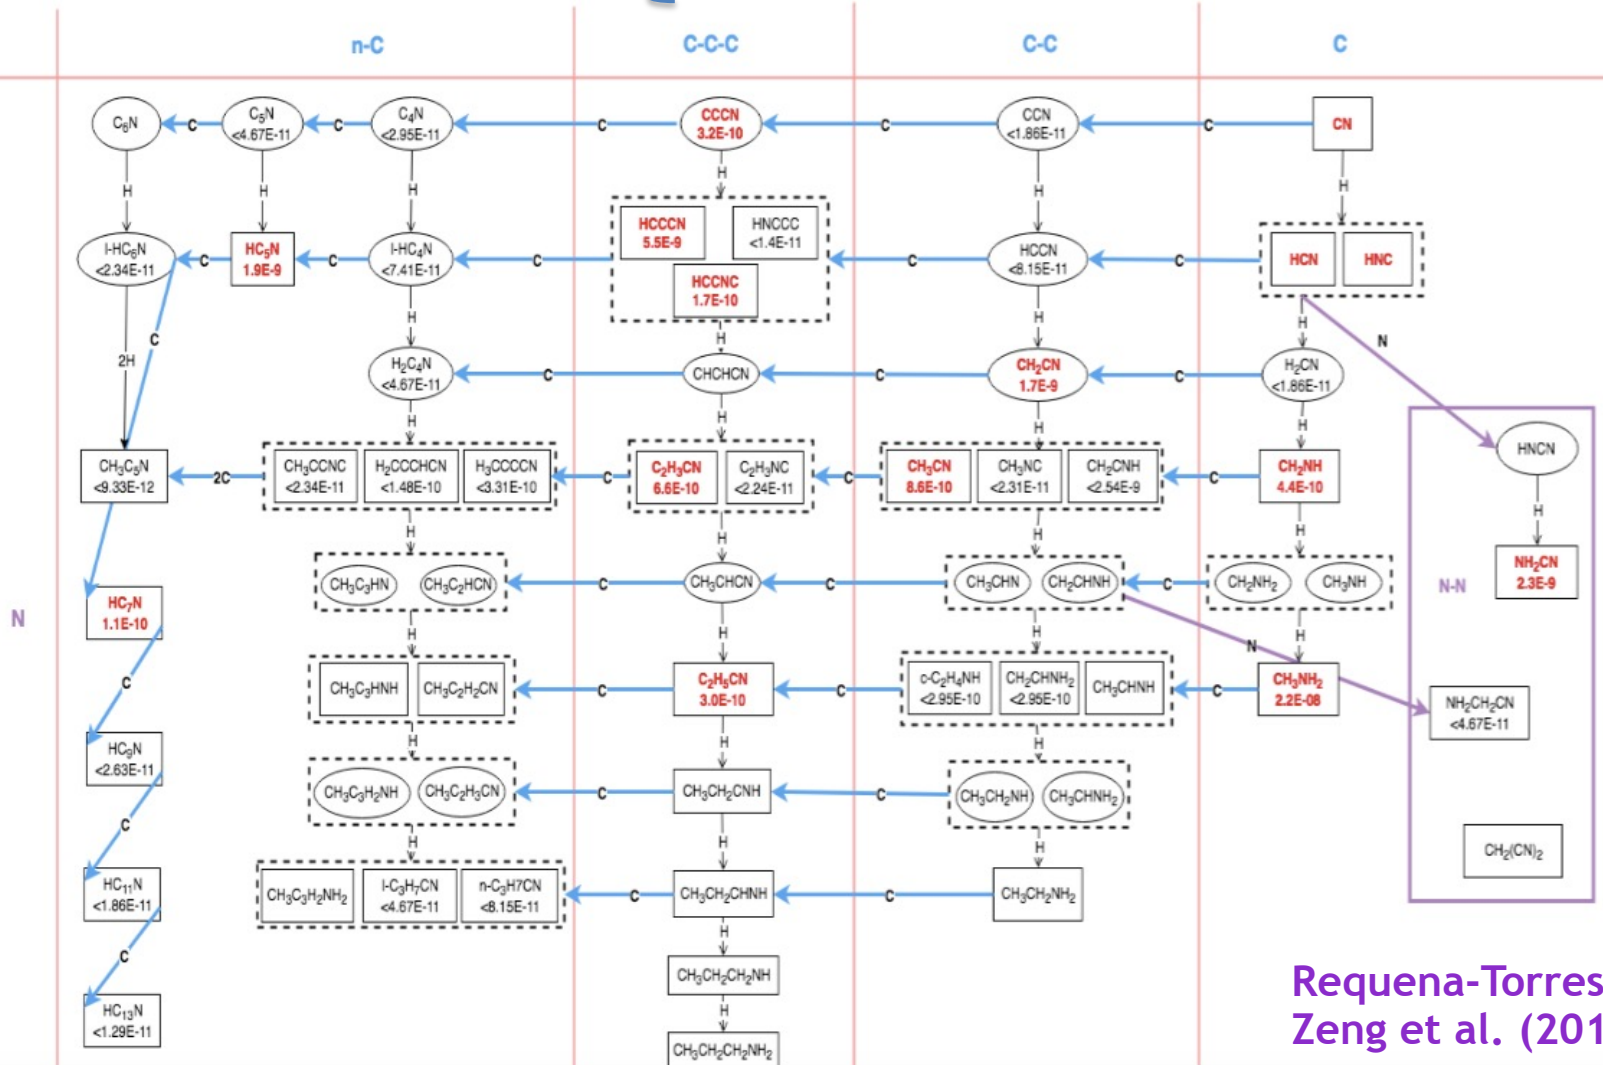 n-C
C-C-C
C-C
C
C₆N
C
C₅N
<4.67E-11
C
C₄N
<2.95E-11
C
CCCN
3.2E-10
C
CCN
<1.86E-11
C
CN
H
H
H
H
H
H
l-HC₆N
<2.34E-11
C
HC₅N
1.9E-9
C
l-HC₄N
<7.41E-11
C
HCCCN
5.5E-9
HNCCC
<1.4E-11
HCCNC
1.7E-10
C
HCCN
<8.15E-11
C
HCN
HNC
2H
C
H
H
H
H
N
H₂C₄N
<4.67E-11
C
CHCHCN
C
CH₂CN
1.7E-9
C
H₂CN
<1.86E-11
H
H
H
H
HNCN
CH₃C₅N
<9.33E-12
2C
CH₃CCNC
<2.34E-11
H₂CCCHCN
<1.48E-10
H₃CCCCN
<3.31E-10
C
C₂H₃CN
6.6E-10
C₂H₃NC
<2.24E-11
C
CH₃CN
8.6E-10
CH₃NC
<2.31E-11
CH₂CNH
<2.54E-9
C
CH₂NH
4.4E-10
H
H
H
H
H
NH₂CN
2.3E-9
N-N
CH₃C₃HN
CH₃C₂HCN
C
CH₃CHCN
C
CH₃CHN
CH₂CHNH
C
CH₂NH₂
CH₃NH
N
HC₇N
1.1E-10
H
H
H
H
N
C
CH₃C₃HNH
CH₃C₂H₂CN
C
C₂H₅CN
3.0E-10
C
c-C₂H₄NH
<2.95E-10
CH₂CHNH₂
<2.95E-10
CH₃CHNH
C
CH₃NH₂
2.2E-08
NH₂CH₂CN
<4.67E-11
H
H
H
HC₉N
<2.63E-11
CH₃C₃H₂NH
CH₃C₂H₃CN
C
CH₃CH₂CNH
C
CH₃CH₂NH
CH₃CHNH₂
C
H
H
H
CH₂(CN)₂
HC₁₁N
<1.86E-11
CH₃C₃H₂NH₂
l-C₃H₇CN
<4.67E-11
n-C₃H7CN
<8.15E-11
C
CH₃CH₂CHNH
C
CH₃CH₂NH₂
C
H
CH₃CH₂CH₂NH
H
HC₁₃N
<1.29E-11
CH₃CH₂CH₂NH₂
Requena-Torres
Zeng et al. (201